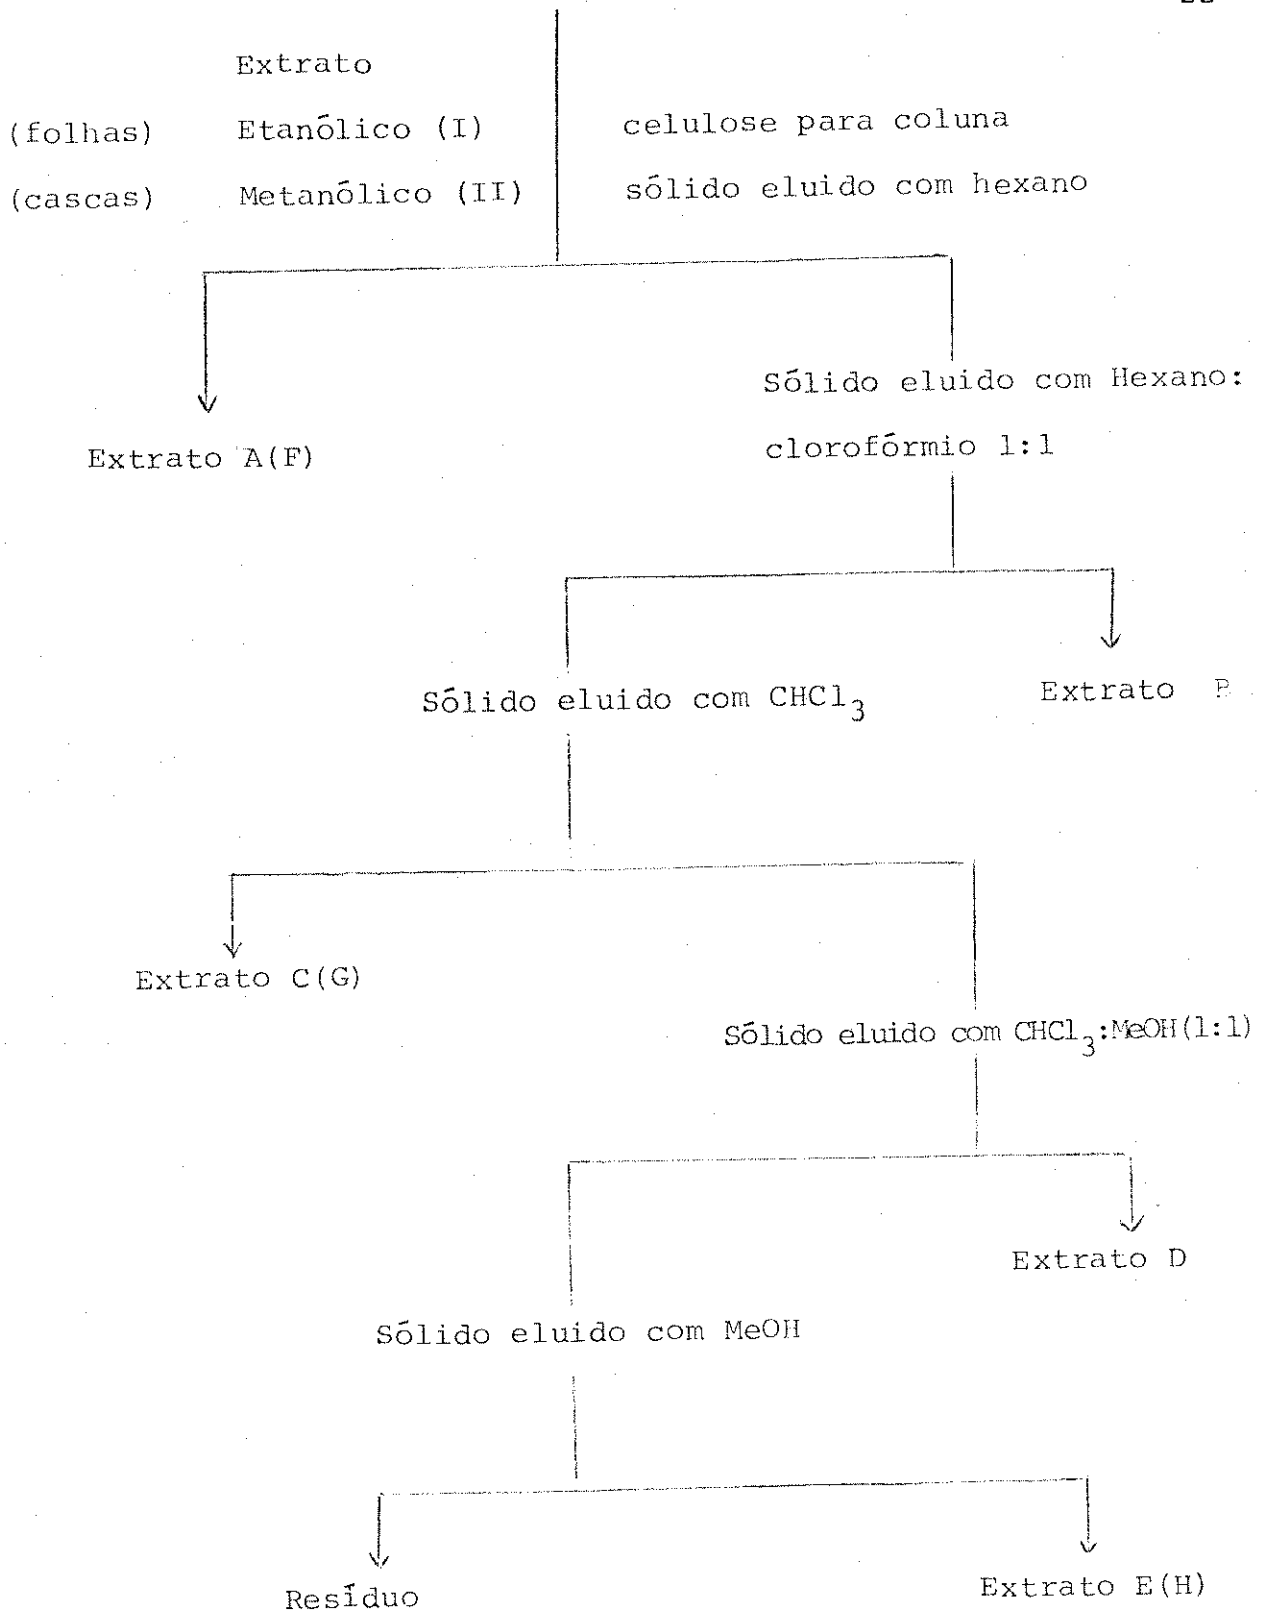 Extrato
(folhas) Etanólico (I) celulose para coluna
(cascas) Metanólico (II) sólido eluido com hexano
Sólido eluido com Hexano:
clorofórmio 1:1
Extrato A(F)
Sólido eluido com CHCl₃
Extrato
Extrato C(G)
Sólido eluido com CHCl₃:MeOH(1:1)
Extrato D
Sólido eluido com MeOH
Resíduo
Extrato E(H)